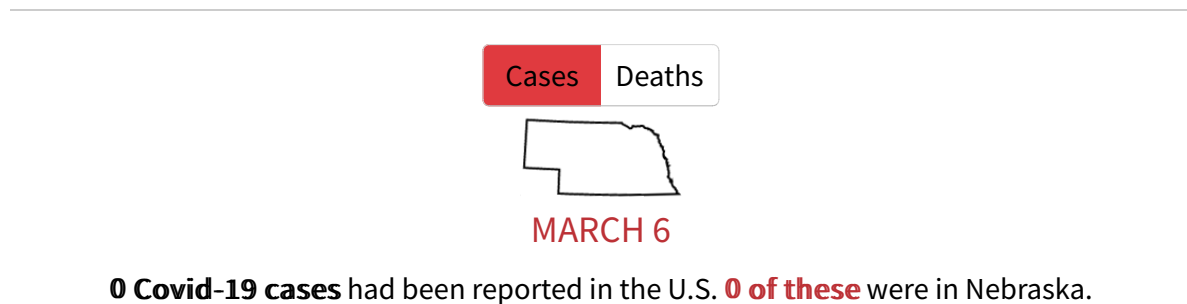 Cases Deaths
MARCH 6
0 Covid-19 cases had been reported in the U.S. 0 of these were in Nebraska.